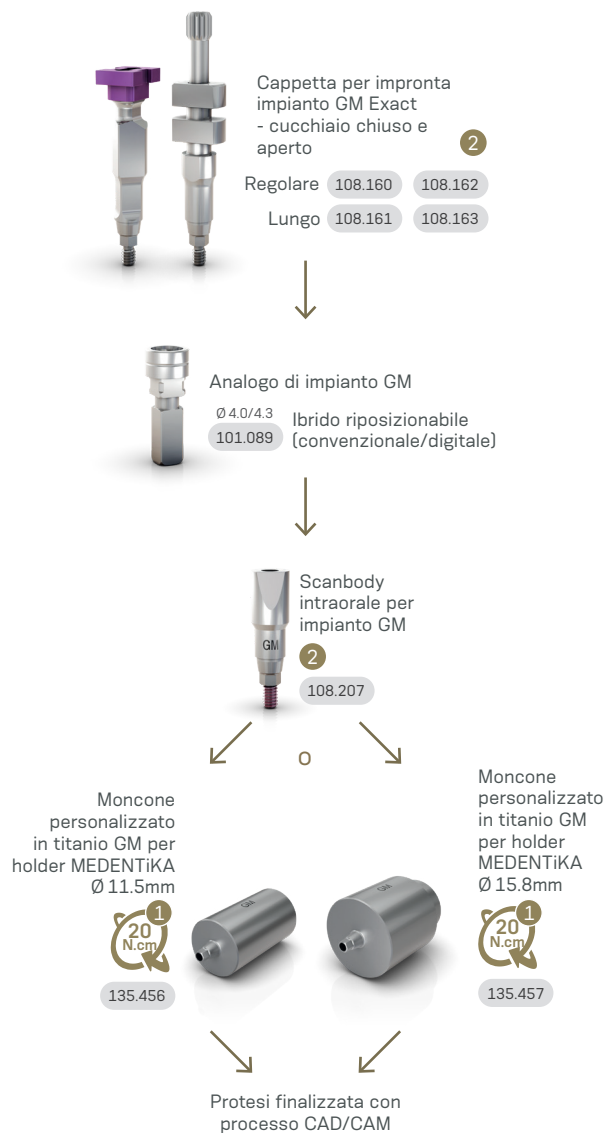 Cappetta per impronta
impianto GM Exact
- cucchiaio chiuso e
aperto
2
Regolare 108.160 108.162
Lungo 108.161 108.163
Analogo di impianto GM
Ø 4.0/4.3
101.089
Ibrido riposizionabile
(convenzionale/digitale)
Scanbody
intraorale per
impianto GM
GM
2
108.207
O
Moncone
personalizzato
in titanio GM per
holder MEDENTiKA
Ø 11.5mm
1
20
N.cm
135.456
GM
GM
Moncone
personalizzato
in titanio GM
per holder
MEDENTiKA
Ø 15.8mm
1
20
N.cm
135.457
Protesi finalizzata con
processo CAD/CAM